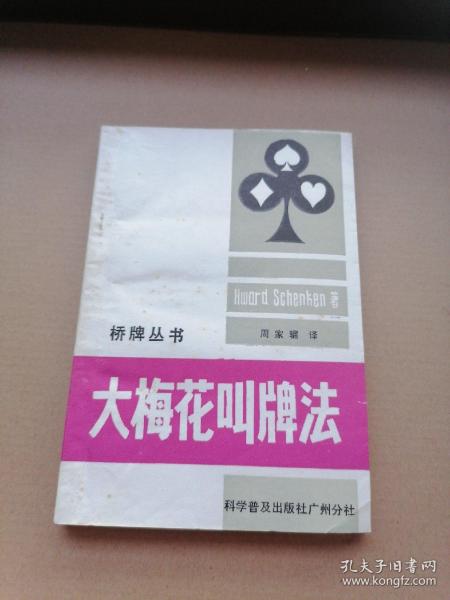 Hward Schenken 著
周家骝 译
桥牌丛书
大梅花叫牌法
科学普及出版社广州分社
孔夫子旧书网
www.kongfz.com